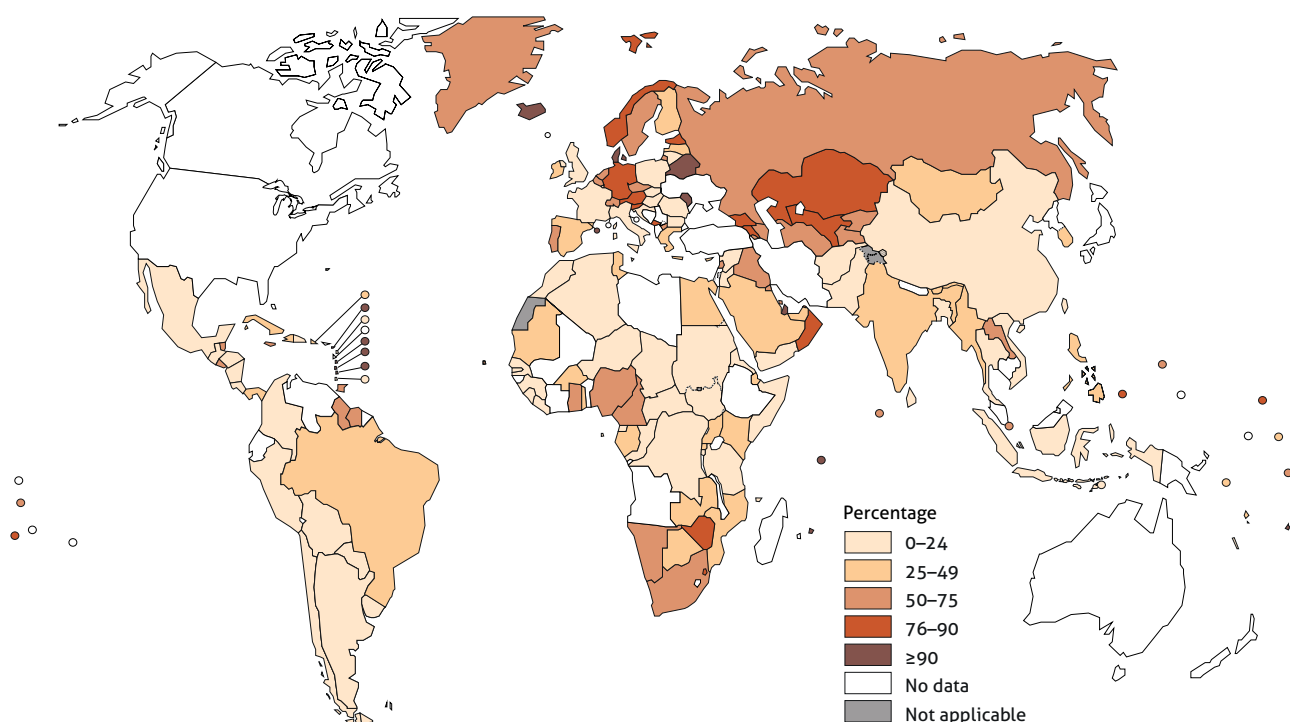 Percentage
0–24
25–49
50–75
76–90
≥90
No data
Not applicable